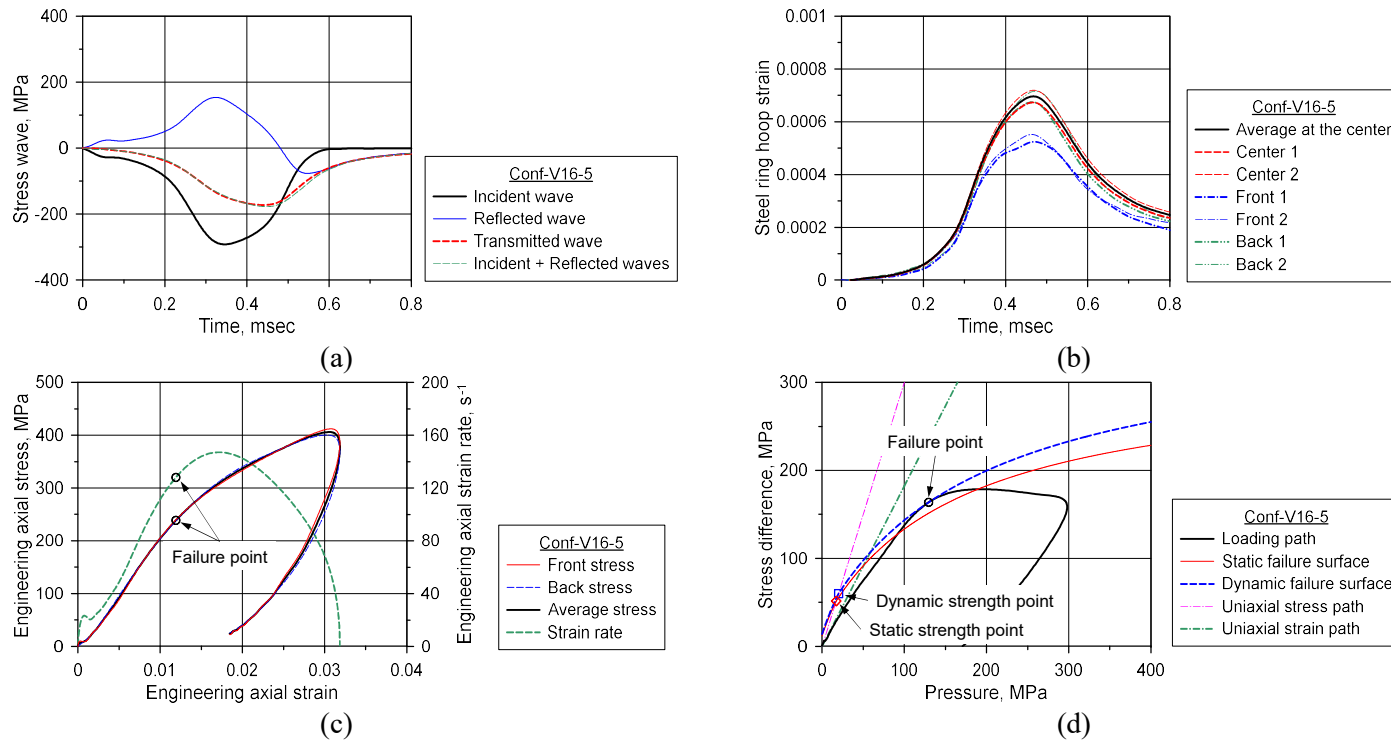 400
200
0
-200
-400
Stress wave, MPa
0
0.2
0.4
0.6
0.8
Time, msec
Conf-V16-5
Incident wave
Reflected wave
Transmitted wave
Incident + Reflected waves
(a)
0.001
0.0008
0.0006
0.0004
0.0002
0
Steel ring hoop strain
0
0.2
0.4
0.6
0.8
Time, msec
Conf-V16-5
Average at the center
Center 1
Center 2
Front 1
Front 2
Back 1
Back 2
(b)
500
400
300
200
100
0
Engineering axial stress, MPa
200
160
120
80
40
0
Engineering axial strain rate, s⁻¹
Failure point
0
0.01
0.02
0.03
0.04
Engineering axial strain
Conf-V16-5
Front stress
Back stress
Average stress
Strain rate
(c)
300
200
100
0
Stress difference, MPa
Failure point
Dynamic strength point
Static strength point
0
100
200
300
400
Pressure, MPa
Conf-V16-5
Loading path
Static failure surface
Dynamic failure surface
Uniaxial stress path
Uniaxial strain path
(d)